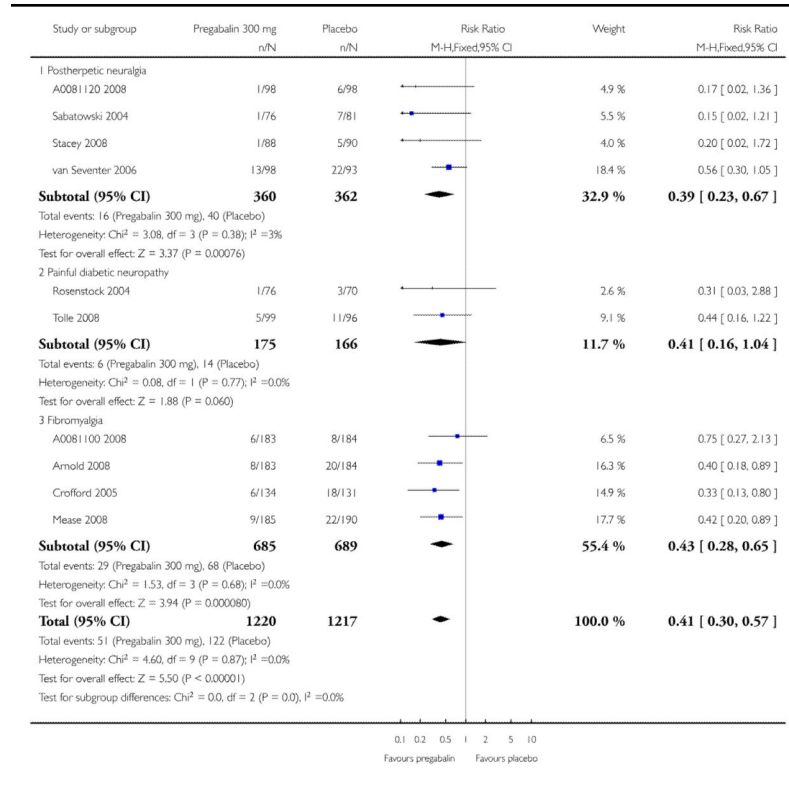 Study or subgroup Pregabalin 300 mg Placebo Risk Ratio Weight Risk Ratio
n/N n/N M-H,Fixed,95% CI M-H,Fixed,95% CI
1 Postherpetic neuralgia
A0081120 2008 1/98 6/98 4.9 % 0.17 [ 0.02, 1.36 ]
Sabatowski 2004 1/76 7/81 5.5 % 0.15 [ 0.02, 1.21 ]
Stacey 2008 1/88 5/90 4.0 % 0.20 [ 0.02, 1.72 ]
van Seventer 2006 13/98 22/93 18.4 % 0.56 [ 0.30, 1.05 ]
Subtotal (95% CI) 360 362 32.9 % 0.39 [ 0.23, 0.67 ]
Total events: 16 (Pregabalin 300 mg), 40 (Placebo)
Heterogeneity: Chi² = 3.08, df = 3 (P = 0.38); I² =3%
Test for overall effect: Z = 3.37 (P = 0.00076)
2 Painful diabetic neuropathy
Rosenstock 2004 1/76 3/70 2.6 % 0.31 [ 0.03, 2.88 ]
Tolle 2008 5/99 11/96 9.1 % 0.44 [ 0.16, 1.22 ]
Subtotal (95% CI) 175 166 11.7 % 0.41 [ 0.16, 1.04 ]
Total events: 6 (Pregabalin 300 mg), 14 (Placebo)
Heterogeneity: Chi² = 0.08, df = 1 (P = 0.77); I² =0.0%
Test for overall effect: Z = 1.88 (P = 0.060)
3 Fibromyalgia
A0081100 2008 6/183 8/184 6.5 % 0.75 [ 0.27, 2.13 ]
Arnold 2008 8/183 20/184 16.3 % 0.40 [ 0.18, 0.89 ]
Crofford 2005 6/134 18/131 14.9 % 0.33 [ 0.13, 0.80 ]
Mease 2008 9/185 22/190 17.7 % 0.42 [ 0.20, 0.89 ]
Subtotal (95% CI) 685 689 55.4 % 0.43 [ 0.28, 0.65 ]
Total events: 29 (Pregabalin 300 mg), 68 (Placebo)
Heterogeneity: Chi² = 1.53, df = 3 (P = 0.68); I² =0.0%
Test for overall effect: Z = 3.94 (P = 0.000080)
Total (95% CI) 1220 1217 100.0 % 0.41 [ 0.30, 0.57 ]
Total events: 51 (Pregabalin 300 mg), 122 (Placebo)
Heterogeneity: Chi² = 4.60, df = 9 (P = 0.87); I² =0.0%
Test for overall effect: Z = 5.50 (P < 0.00001)
Test for subgroup differences: Chi² = 0.0, df = 2 (P = 0.0), I² =0.0%
0.1 0.2 0.5 1 2 5 10
Favours pregabalin Favours placebo